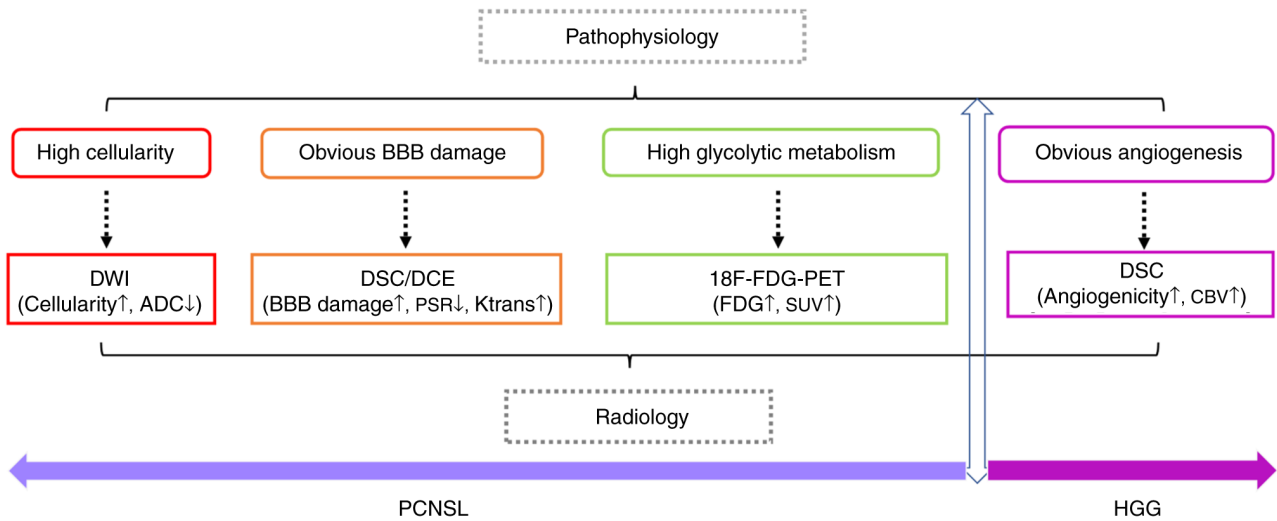 Pathophysiology
High cellularity
Obvious BBB damage
High glycolytic metabolism
Obvious angiogenesis
DWI
(Cellularity↑, ADC↓)
DSC/DCE
(BBB damage↑, PSR↓, Ktrans↑)
18F-FDG-PET
(FDG↑, SUV↑)
DSC
(Angiogenicity↑, CBV↑)
Radiology
PCNSL
HGG